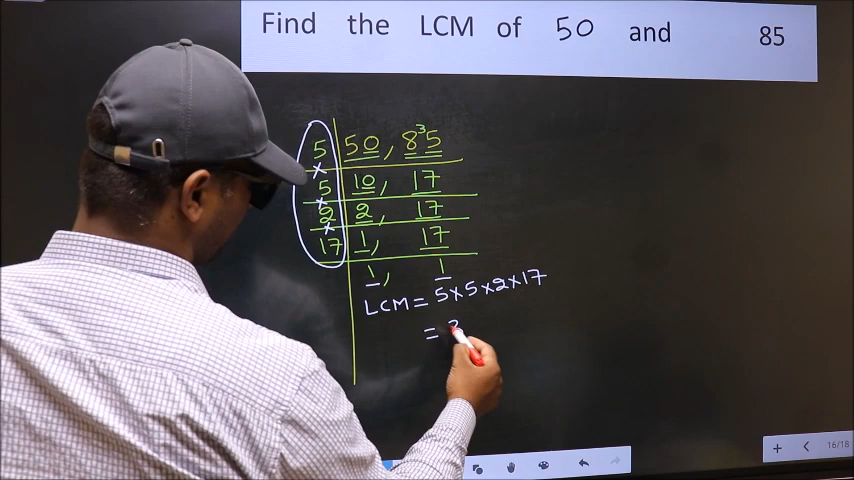 Find the LCM of 50 and 85
5 | 50, 8³5
×
5 | 10, 17
×
2 | 2, 17
×
17 | 1, 17
1, 1
LCM = 5×5×2×17
=
16/18